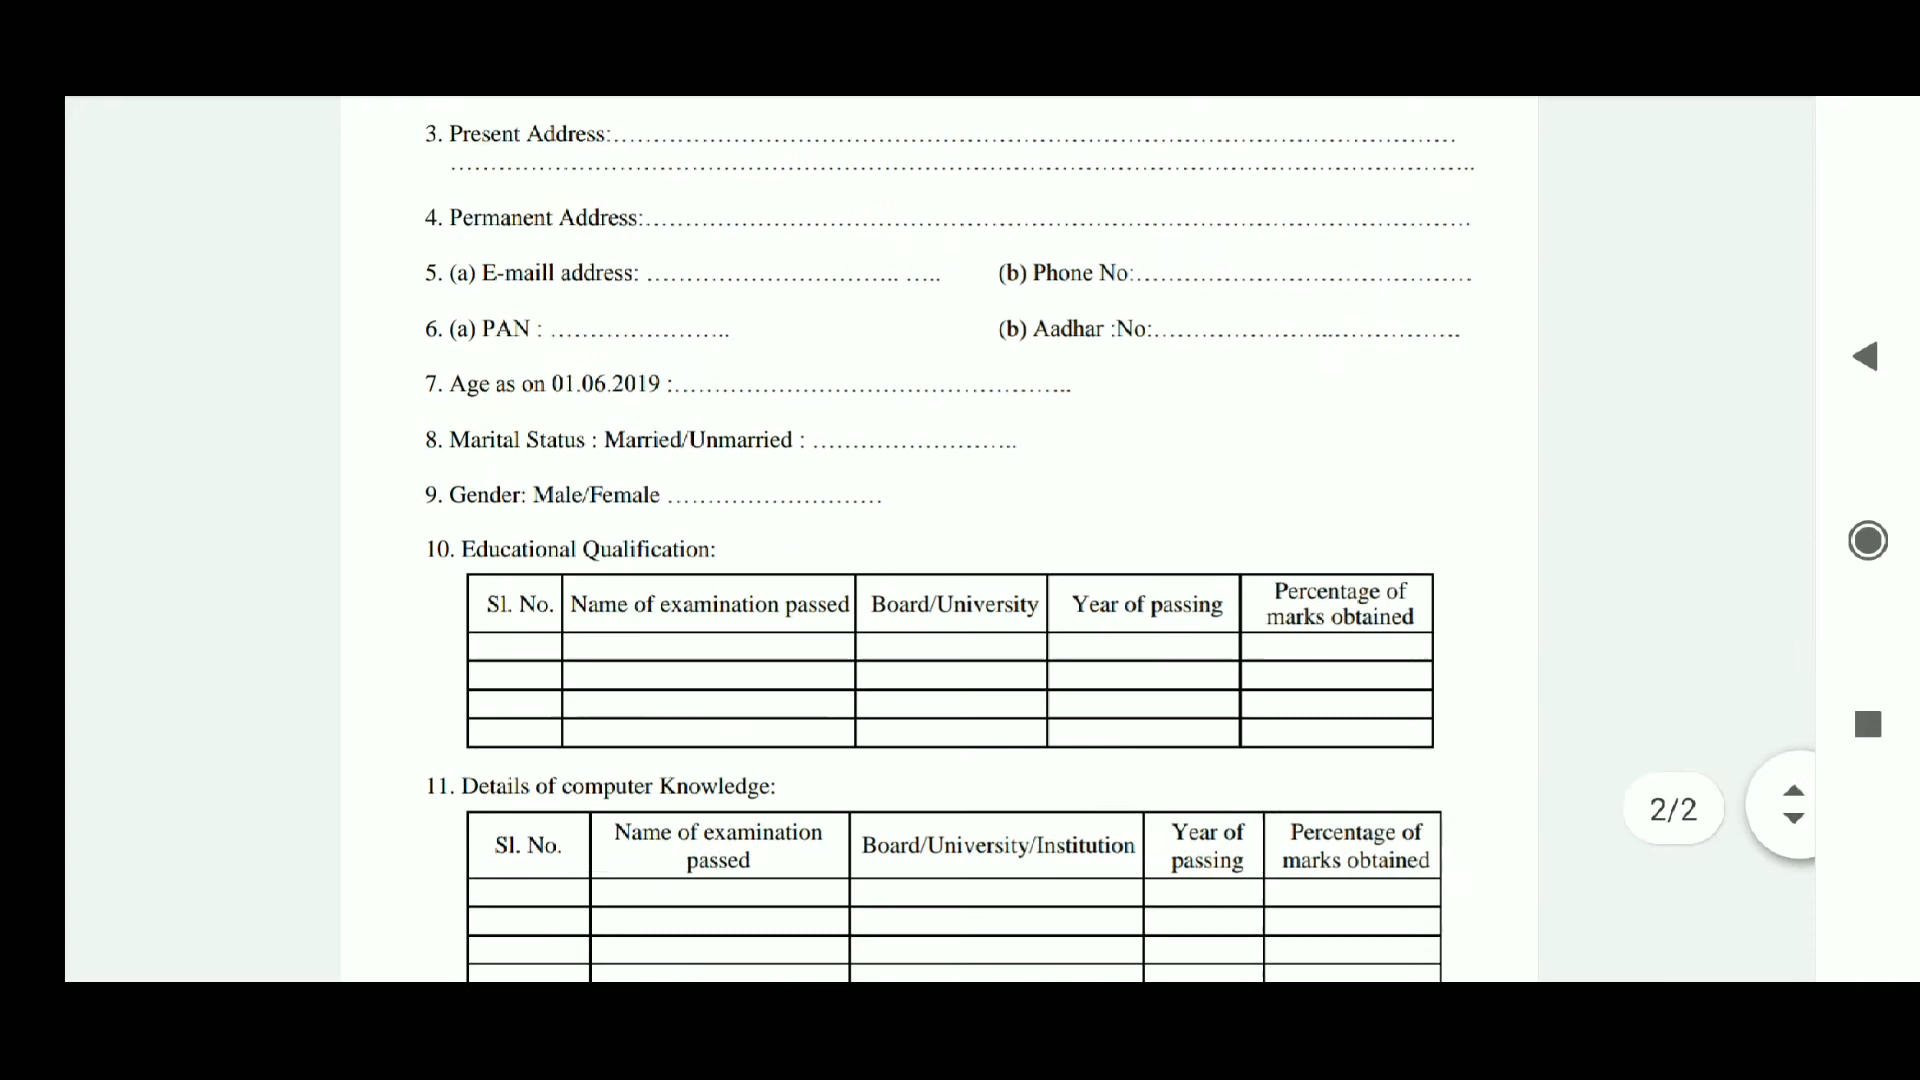 3. Present Address:..............................................................................................................
..............................................................................................................
4. Permanent Address:..............................................................................................................
5. (a) E-maill address: ................................ ..... (b) Phone No:...........................................
6. (a) PAN : ....................... (b) Aadhar :No:.......................................
7. Age as on 01.06.2019 :..................................................
8. Marital Status : Married/Unmarried : ..........................
9. Gender: Male/Female ...........................
10. Educational Qualification:
Sl. No. Name of examination passed Board/University Year of passing Percentage of marks obtained
11. Details of computer Knowledge:
Sl. No. Name of examination passed Board/University/Institution Year of passing Percentage of marks obtained
2/2